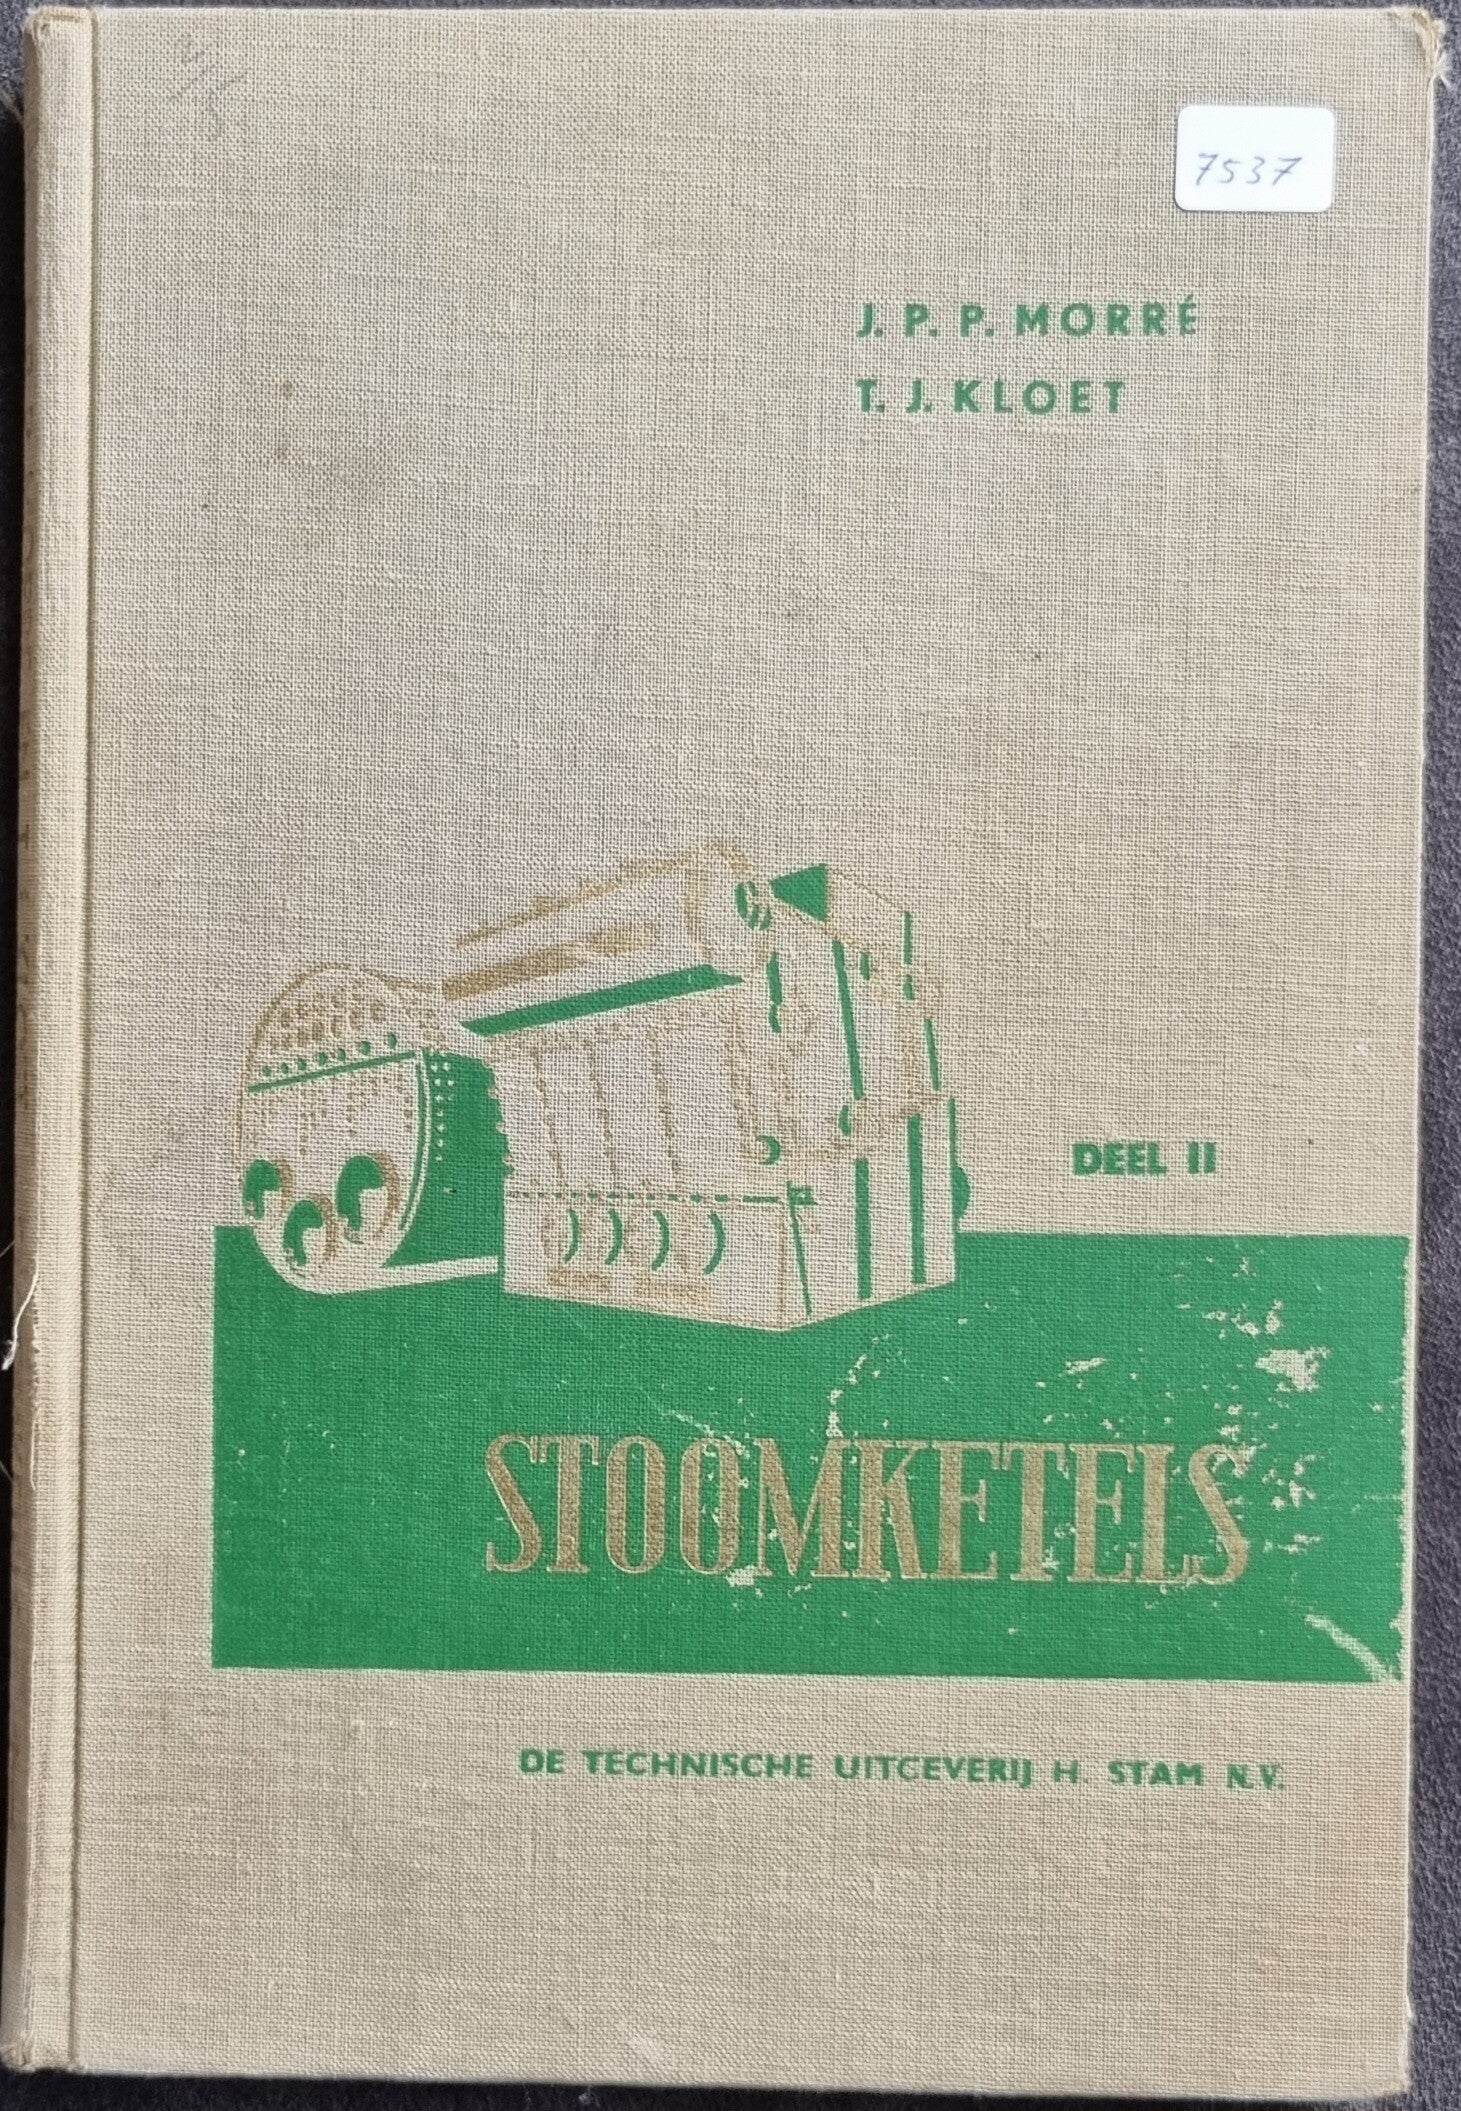 7537
J. P. P. MORRÉ
T. J. KLOET
DEEL II
STOOMKETELS
DE TECHNISCHE UITGEVERIJ H. STAM N.V.